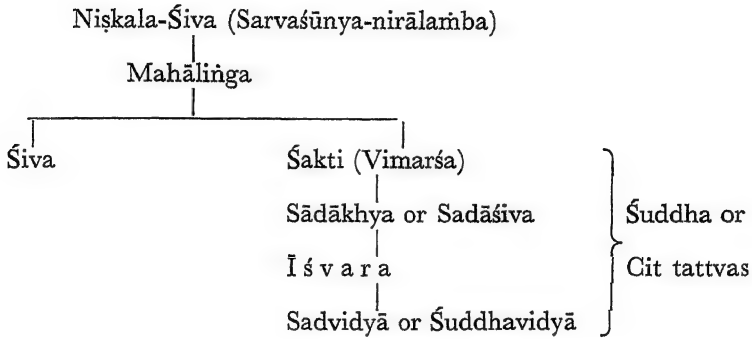 Niṣkala-Śiva (Sarvaśūnya-nirālaṁba)
Mahāliṅga
Śiva Śakti (Vimarśa)
Sādākhya or Sadāśiva Śuddha or
Īśvara Cit tattvas
Sadvidyā or Śuddhavidyā